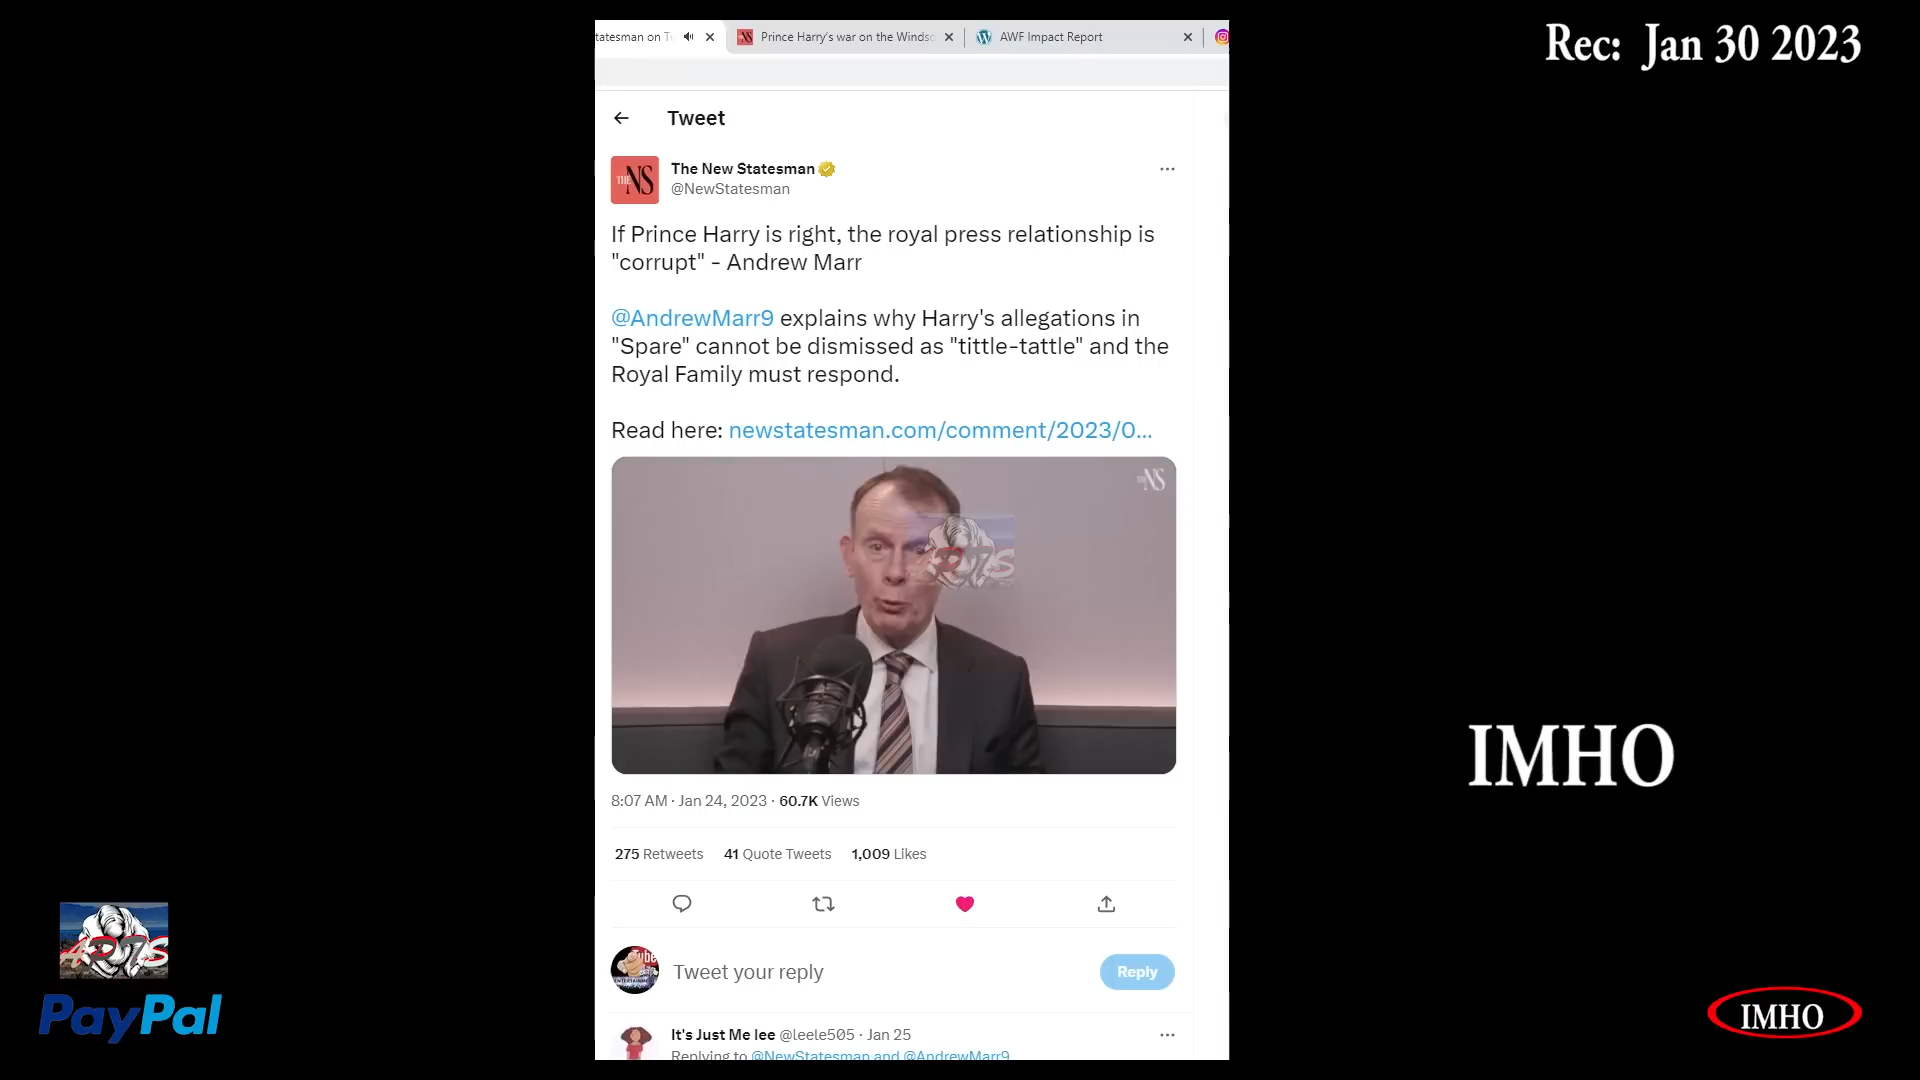 tatesman on T
Prince Harry's war on the Windso
AWF Impact Report
Rec: Jan 30 2023
Tweet
THE NS
The New Statesman
@NewStatesman
If Prince Harry is right, the royal press relationship is
"corrupt" - Andrew Marr
@AndrewMarr9 explains why Harry's allegations in
"Spare" cannot be dismissed as "tittle-tattle" and the
Royal Family must respond.
Read here: newstatesman.com/comment/2023/0...
THE NS
8:07 AM · Jan 24, 2023 · 60.7K Views
275 Retweets 41 Quote Tweets 1,009 Likes
Tweet your reply
Reply
It's Just Me lee @leele505 · Jan 25
Replying to @NewStatesman and @AndrewMarr9
IMHO
PayPal
IMHO